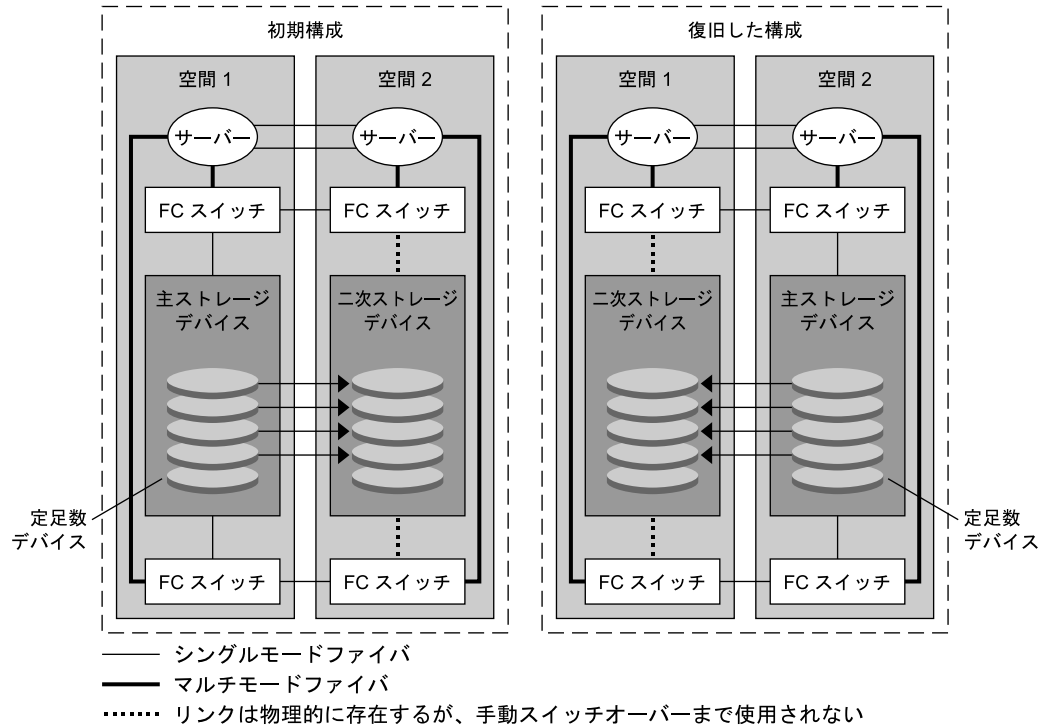 初期構成
空間 1
空間 2
サーバー
サーバー
FC スイッチ
FC スイッチ
主ストレージ
デバイス
二次ストレージ
デバイス
定足数
デバイス
FC スイッチ
FC スイッチ
復旧した構成
空間 1
空間 2
サーバー
サーバー
FC スイッチ
FC スイッチ
二次ストレージ
デバイス
主ストレージ
デバイス
定足数
デバイス
FC スイッチ
FC スイッチ
シングルモードファイバ
マルチモードファイバ
リンクは物理的に存在するが、手動スイッチオーバーまで使用されない